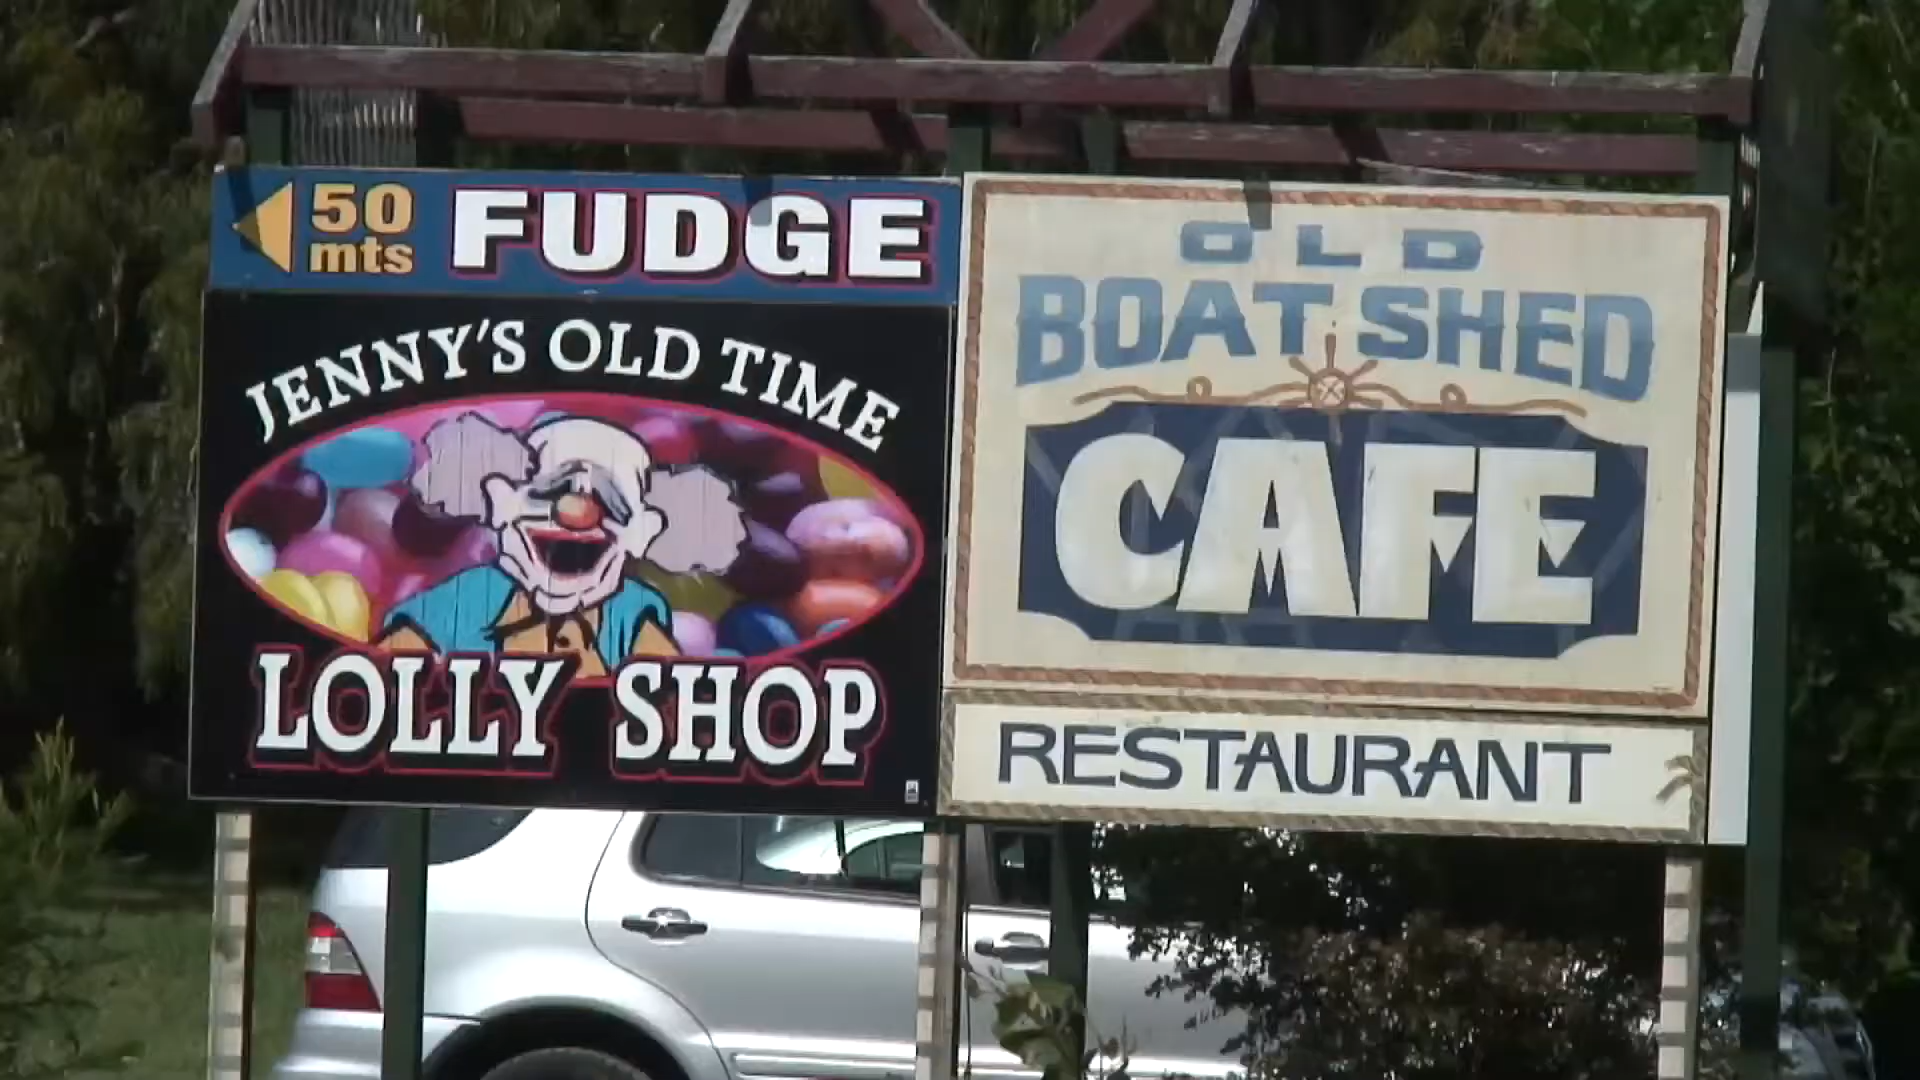 50
mts
FUDGE
JENNY'S OLD TIME
LOLLY SHOP
OLD
BOAT SHED
CAFE
RESTAURANT